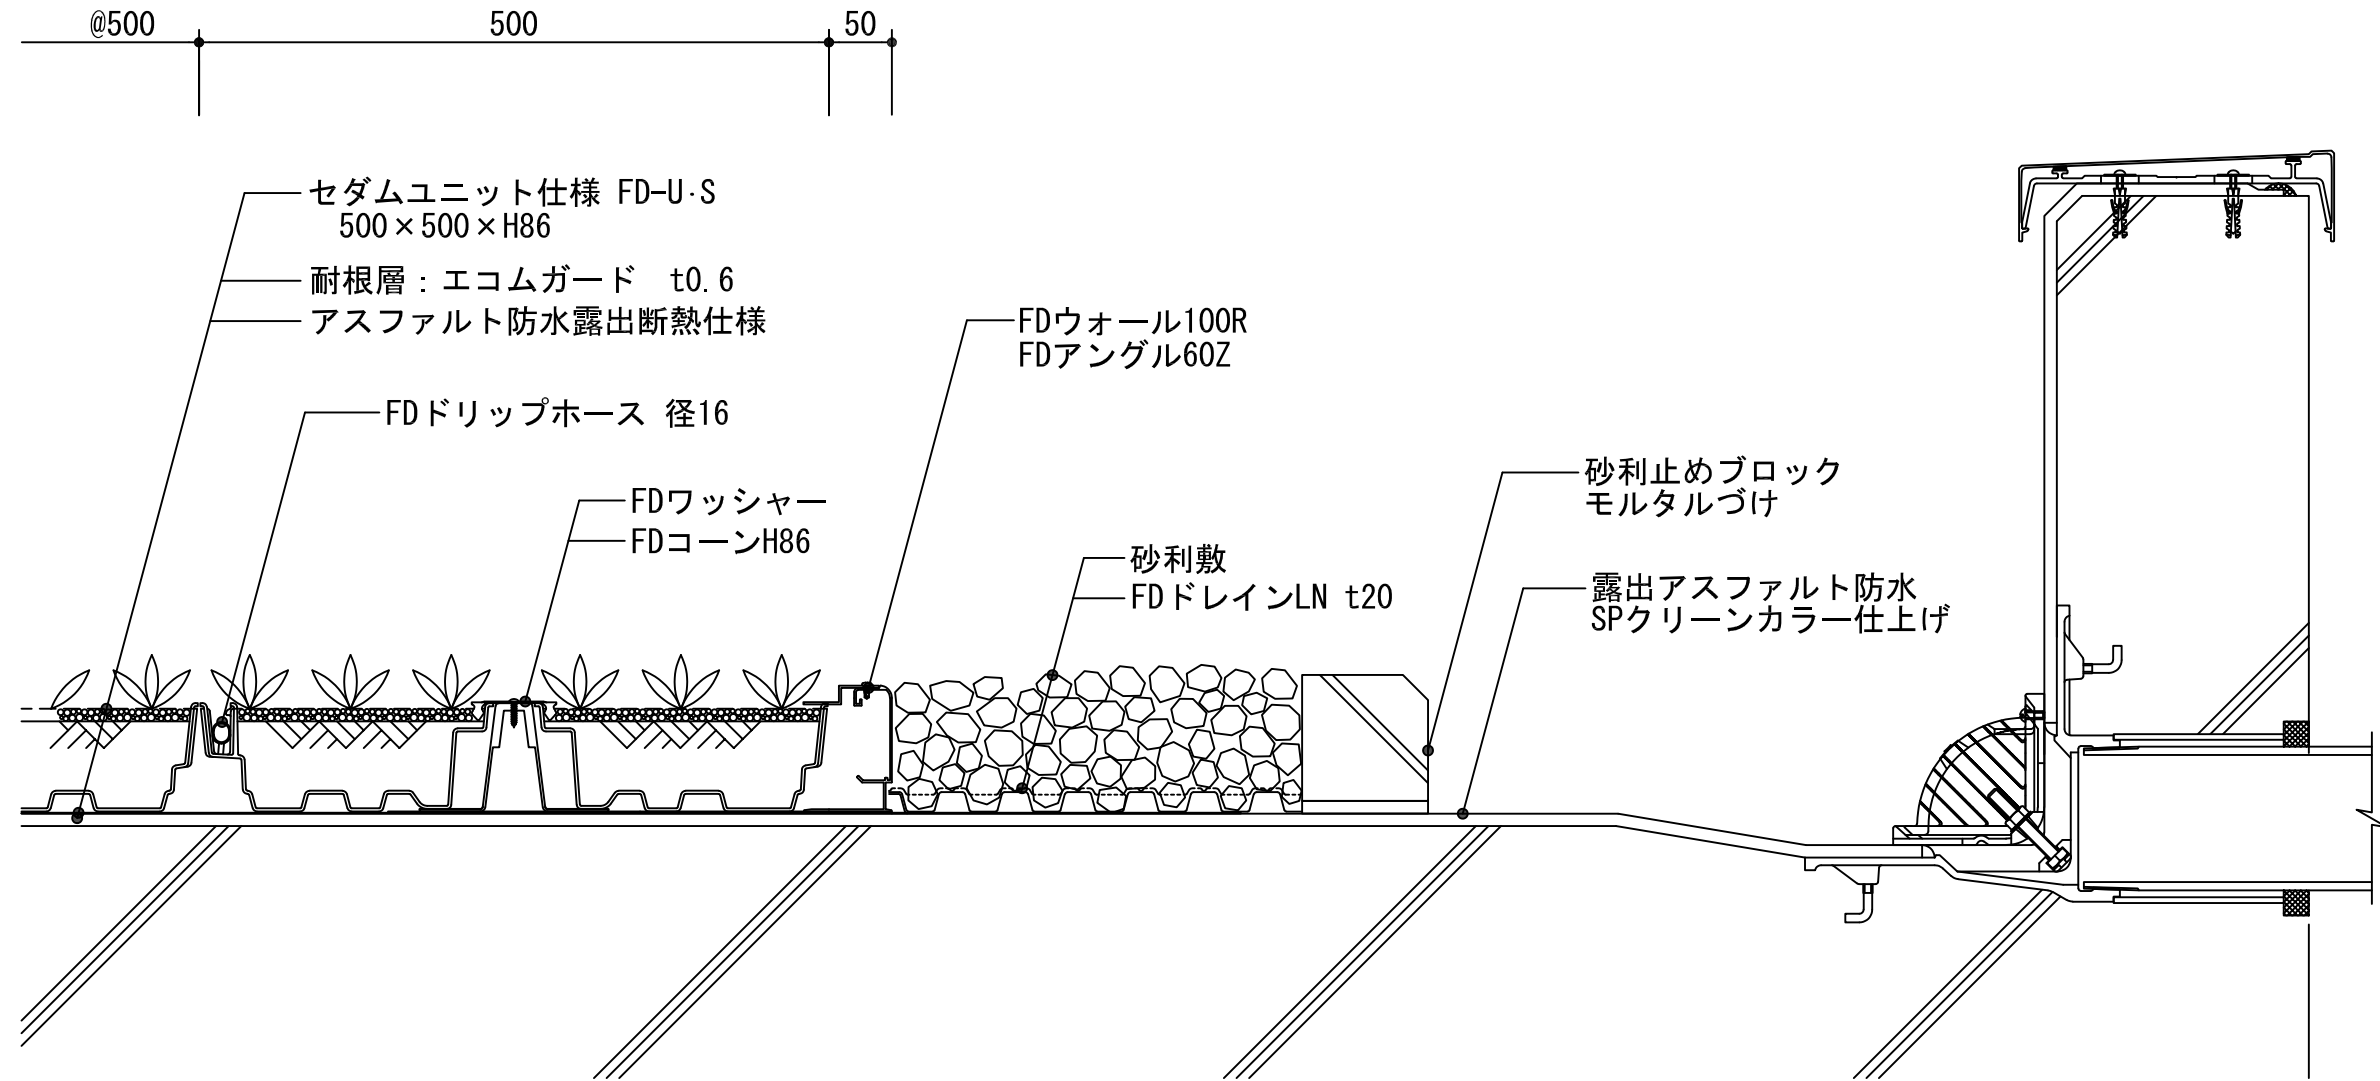 @500
500
50
セダムユニット仕様 FD-U・S
500×500×H86
耐根層：エコムガード t0.6
アスファルト防水露出断熱仕様
FDウォール100R
FDアングル60Z
FDドリップホース 径16
FDワッシャー
FDコーンH86
砂利止めブロック
モルタルづけ
砂利敷
FDドレインLN t20
露出アスファルト防水
SPクリーンカラー仕上げ